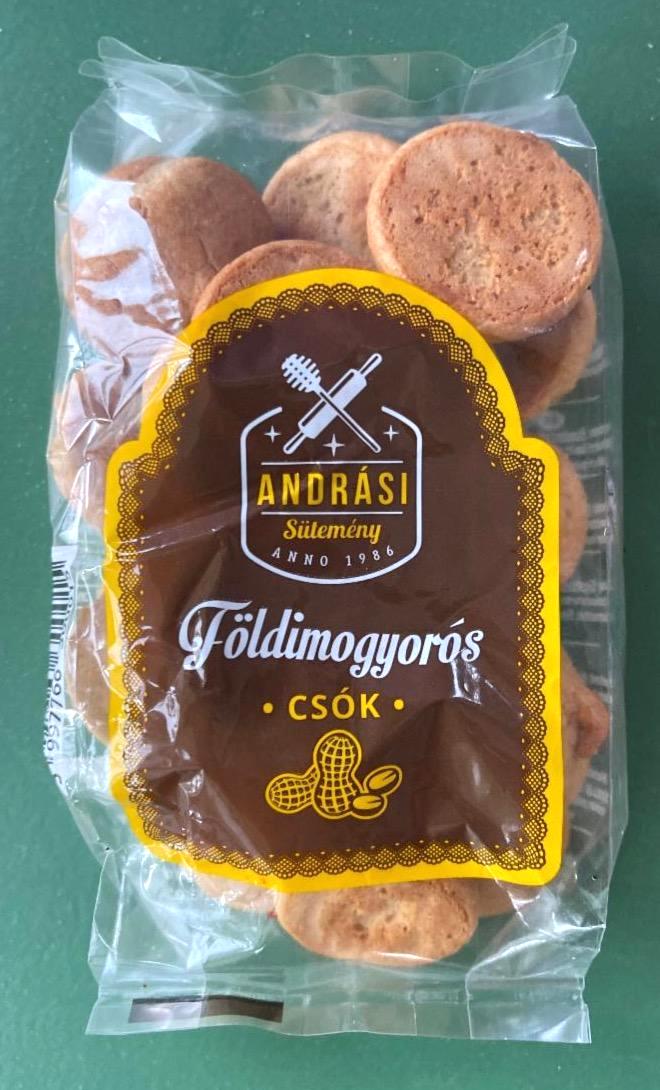 ANDRÁSI
Sütemény
ANNO 1986
Földimogyorós
• CSÓK •